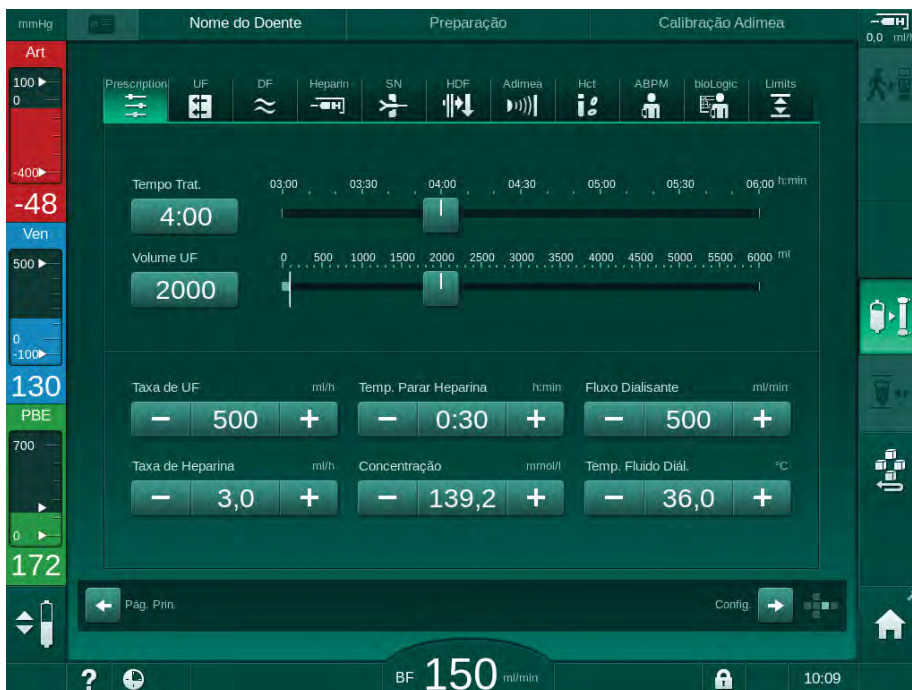 mmHg Nome do Doente Preparação Calibração Adimea
0,0 ml/h
Art
100
0
-400
-48
Ven
500
0
-100
130
PBE
700
0
172
Prescription UF DF Heparin SN HDF Adimea Hct ABPM bioLogic Limits
Tempo Trat. 03:00 03:30 04:00 04:30 05:00 05:30 06:00 h:min
4:00
Volume UF 0 500 1000 1500 2000 2500 3000 3500 4000 4500 5000 5500 6000 ml
2000
Taxa de UF ml/h Temp. Parar Heparina h:min Fluxo Dialisante ml/min
− 500 + − 0:30 + − 500 +
Taxa de Heparina ml/h Concentração mmol/l Temp. Fluido Diál. °C
− 3,0 + − 139,2 + − 36,0 +
Pág. Prin. Config.
? BF 150 ml/min 10:09